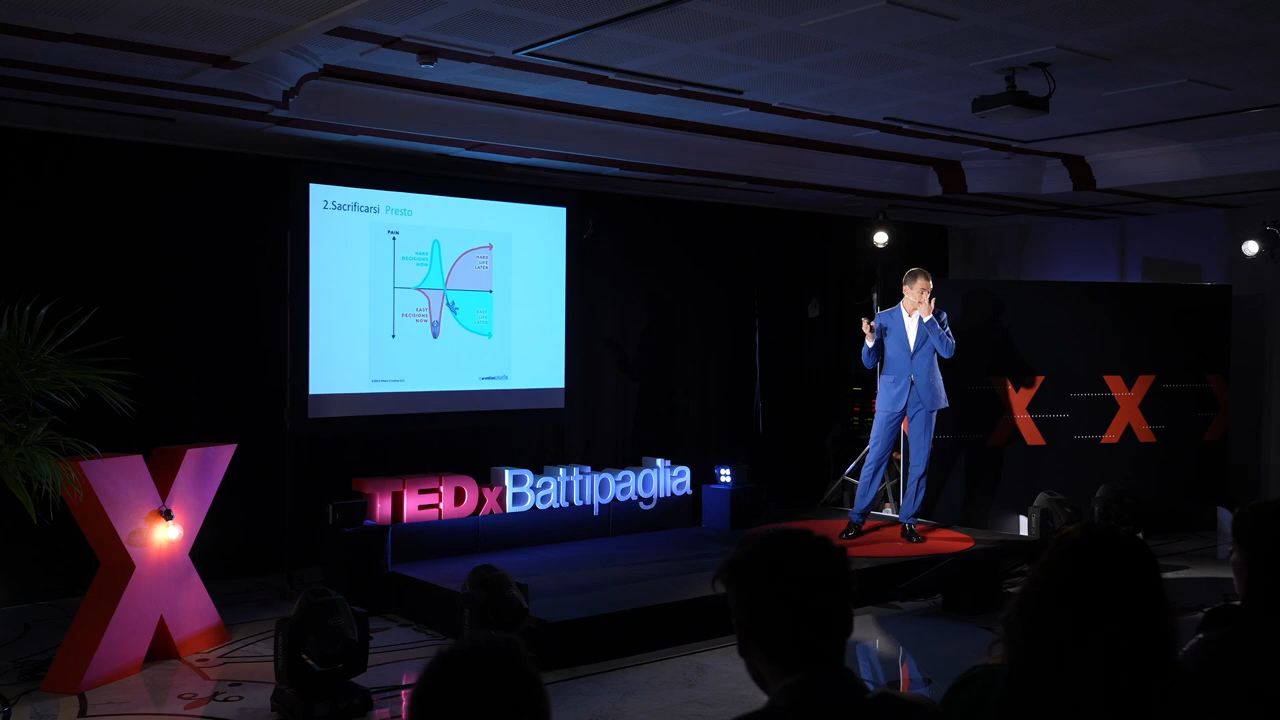 2.Sacrificarsi Presto
PAIN
HARD
DECISIONS
NOW
HARD
LIFE
LATER
EASY
DECISIONS
NOW
EASY
LIFE
LATER
TEDxBattipaglia
X
X X